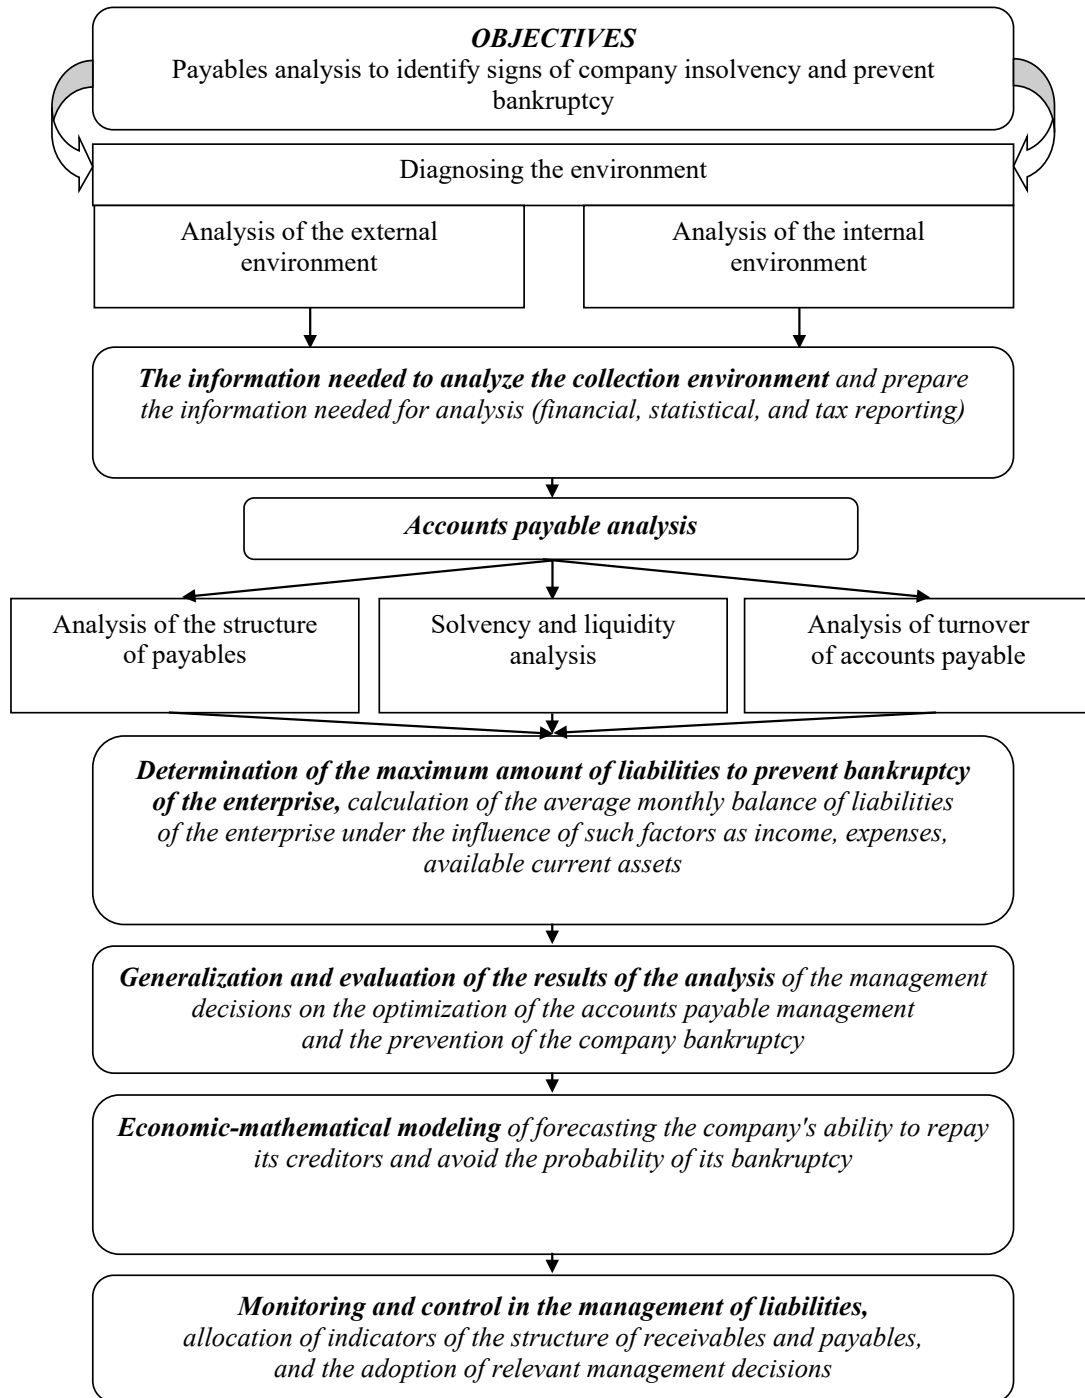 OBJECTIVES
Payables analysis to identify signs of company insolvency and prevent
bankruptcy
Diagnosing the environment
Analysis of the external
environment
Analysis of the internal
environment
The information needed to analyze the collection environment and prepare
the information needed for analysis (financial, statistical, and tax reporting)
Accounts payable analysis
Analysis of the structure
of payables
Solvency and liquidity
analysis
Analysis of turnover
of accounts payable
Determination of the maximum amount of liabilities to prevent bankruptcy
of the enterprise, calculation of the average monthly balance of liabilities
of the enterprise under the influence of such factors as income, expenses,
available current assets
Generalization and evaluation of the results of the analysis of the management
decisions on the optimization of the accounts payable management
and the prevention of the company bankruptcy
Economic-mathematical modeling of forecasting the company's ability to repay
its creditors and avoid the probability of its bankruptcy
Monitoring and control in the management of liabilities,
allocation of indicators of the structure of receivables and payables,
and the adoption of relevant management decisions